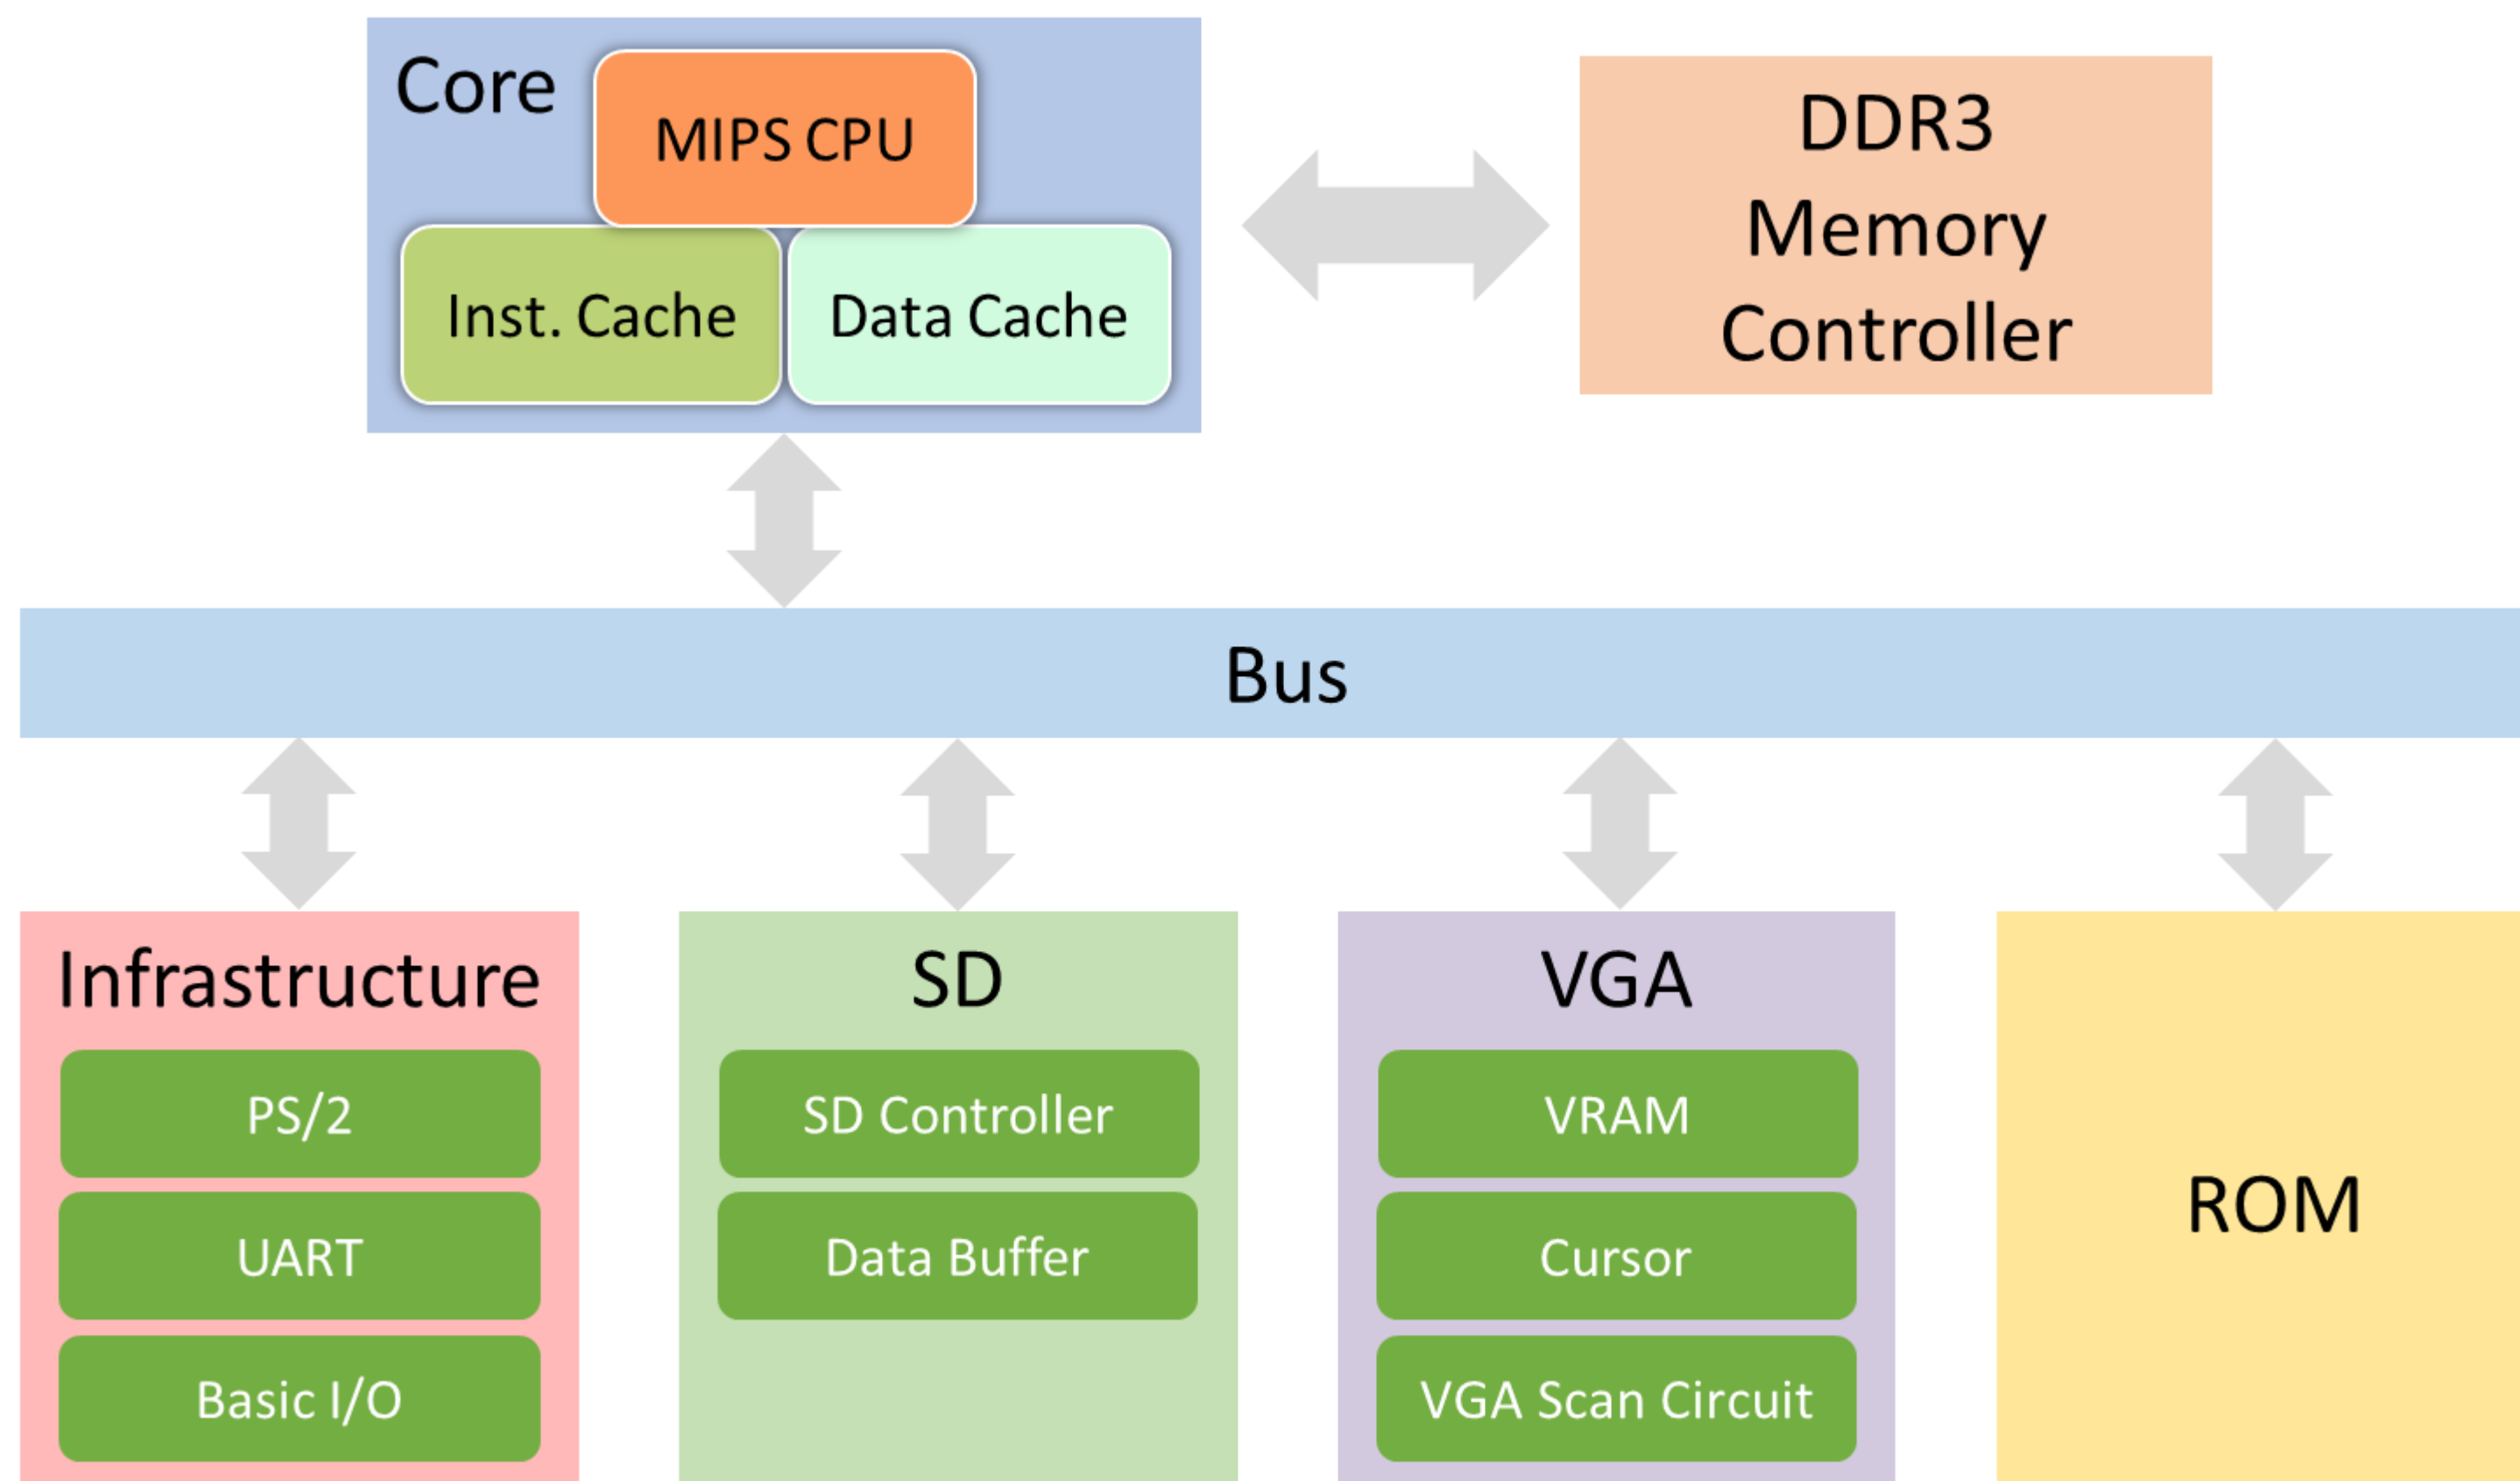 Core
MIPS CPU
Inst. Cache
Data Cache
DDR3
Memory
Controller
Bus
Infrastructure
PS/2
UART
Basic I/O
SD
SD Controller
Data Buffer
VGA
VRAM
Cursor
VGA Scan Circuit
ROM